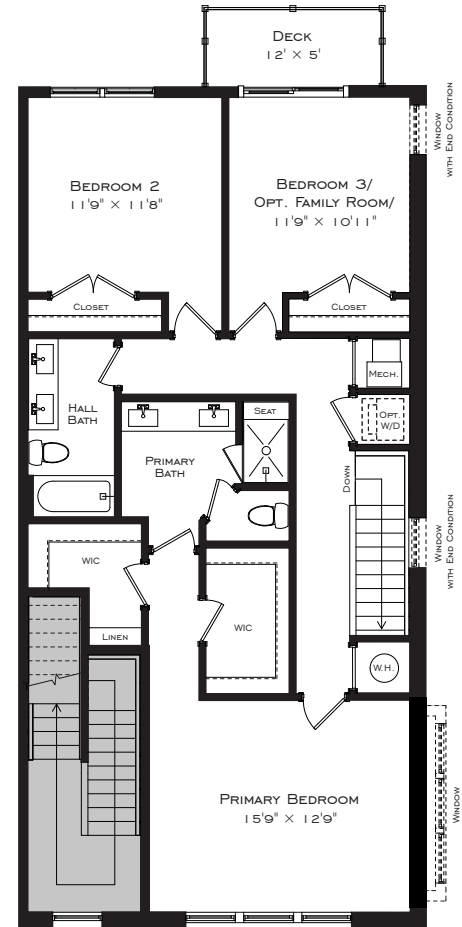 Deck
12' × 5'
Window
with End Condition
Bedroom 2
11'9" × 11'8"
Bedroom 3/
Opt. Family Room/
11'9" × 10'11"
Closet
Closet
Mech.
Hall
Bath
Seat
Opt.
W/D
Primary
Bath
Down
Window
with End Condition
WIC
WIC
Linen
W.H.
Primary Bedroom
15'9" × 12'9"
Window